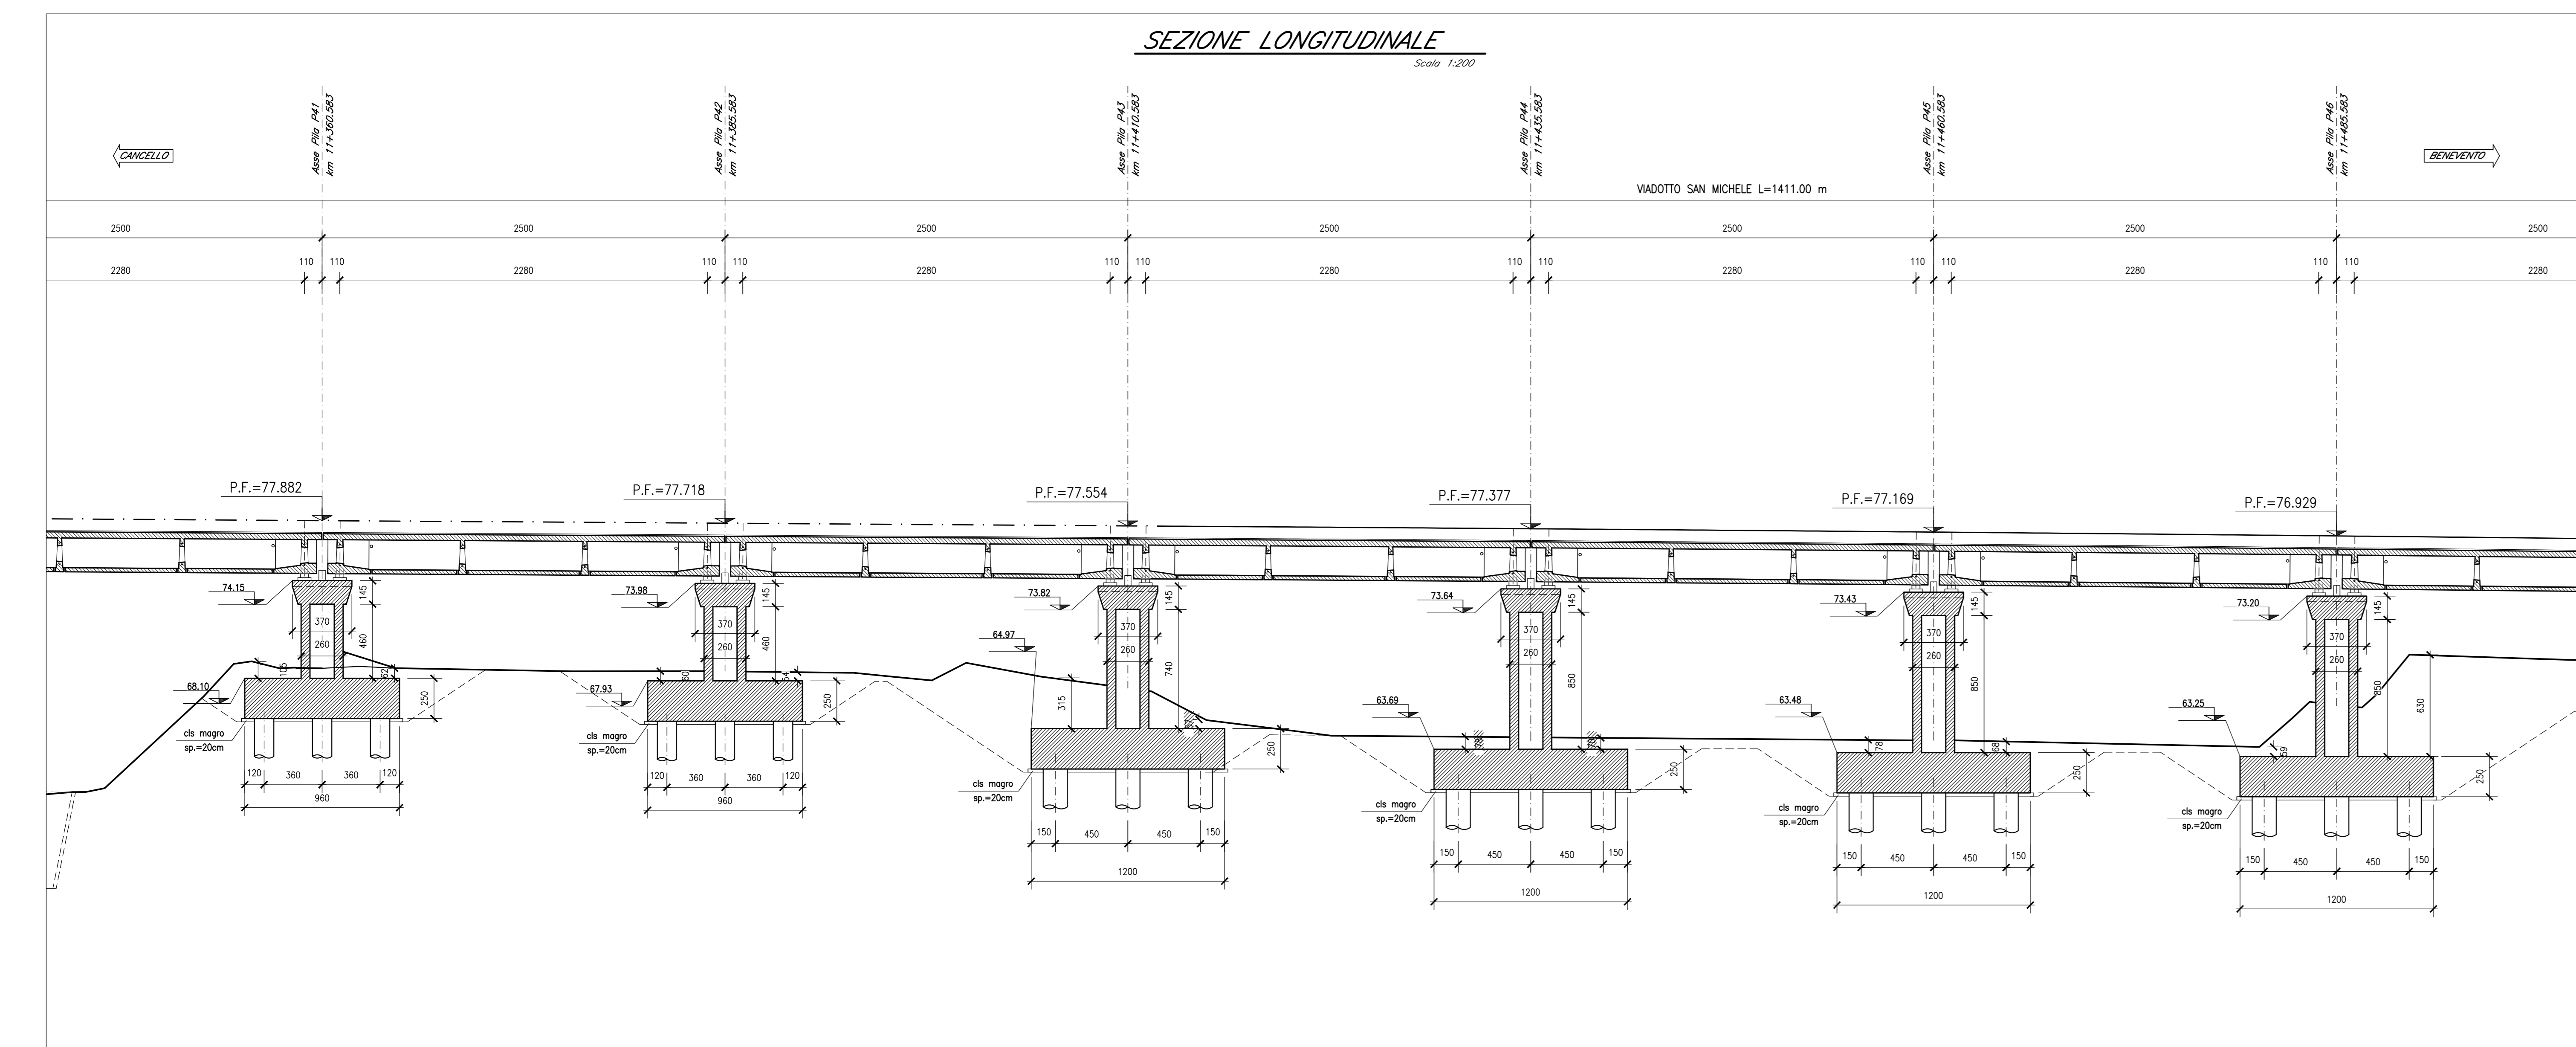 SEZIONE LONGITUDINALE
Scala 1:200
Asse Pila P41
km 11+360.583
Asse Pila P42
km 11+385.583
Asse Pila P43
km 11+410.583
Asse Pila P44
km 11+435.583
Asse Pila P45
km 11+460.583
Asse Pila P46
km 11+485.583
CANCELLO
BENEVENTO
VIADOTTO SAN MICHELE L=1411.00 m
2500 2500 2500 2500 2500 2500 2500
110 110 110 110 110 110 110 110 110 110 110 110
2280 2280 2280 2280 2280 2280 2280
P.F.=77.882
P.F.=77.718
P.F.=77.554
P.F.=77.377
P.F.=77.169
P.F.=76.929
74.15
145
370
260
460
105
62
68.10
250
cls magro
sp.=20cm
120 360 360 120
960
73.98
145
370
260
460
60
54
67.93
250
cls magro
sp.=20cm
120 360 360 120
960
73.82
145
370
260
740
64.97
315
97
250
cls magro
sp.=20cm
150 450 450 150
1200
73.64
145
370
260
850
63.69
78
70
250
cls magro
sp.=20cm
150 450 450 150
1200
73.43
145
370
260
850
63.48
78
68
250
cls magro
sp.=20cm
150 450 450 150
1200
73.20
145
370
260
850
63.25
59
630
250
cls magro
sp.=20cm
150 450 450 150
1200